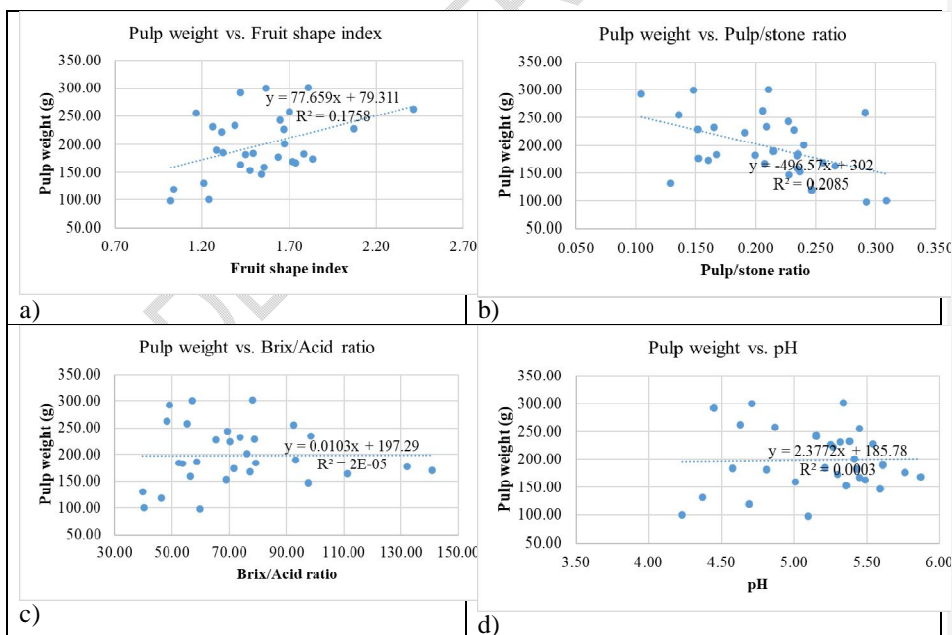 Pulp weight vs. Fruit shape index
Pulp weight (g)
350.00
300.00
250.00
200.00
150.00
100.00
50.00
y = 77.659x + 79.311
R² = 0.1758
0.70 1.20 1.70 2.20 2.70
Fruit shape index
a)
Pulp weight vs. Pulp/stone ratio
Pulp weight (g)
350.00
300.00
250.00
200.00
150.00
100.00
50.00
y = -496.57x + 302
R² = 0.2085
0.050 0.100 0.150 0.200 0.250 0.300 0.350
Pulp/stone ratio
b)
Pulp weight vs. Brix/Acid ratio
Pulp weight (g)
350.00
300.00
250.00
200.00
150.00
100.00
50.00
y = 0.0103x + 197.29
R² = 2E-05
30.00 50.00 70.00 90.00 110.00 130.00 150.00
Brix/Acid ratio
c)
Pulp weight vs. pH
Pulp weight (g)
350.00
300.00
250.00
200.00
150.00
100.00
50.00
y = 2.3772x + 185.78
R² = 0.0003
3.50 4.00 4.50 5.00 5.50 6.00
pH
d)